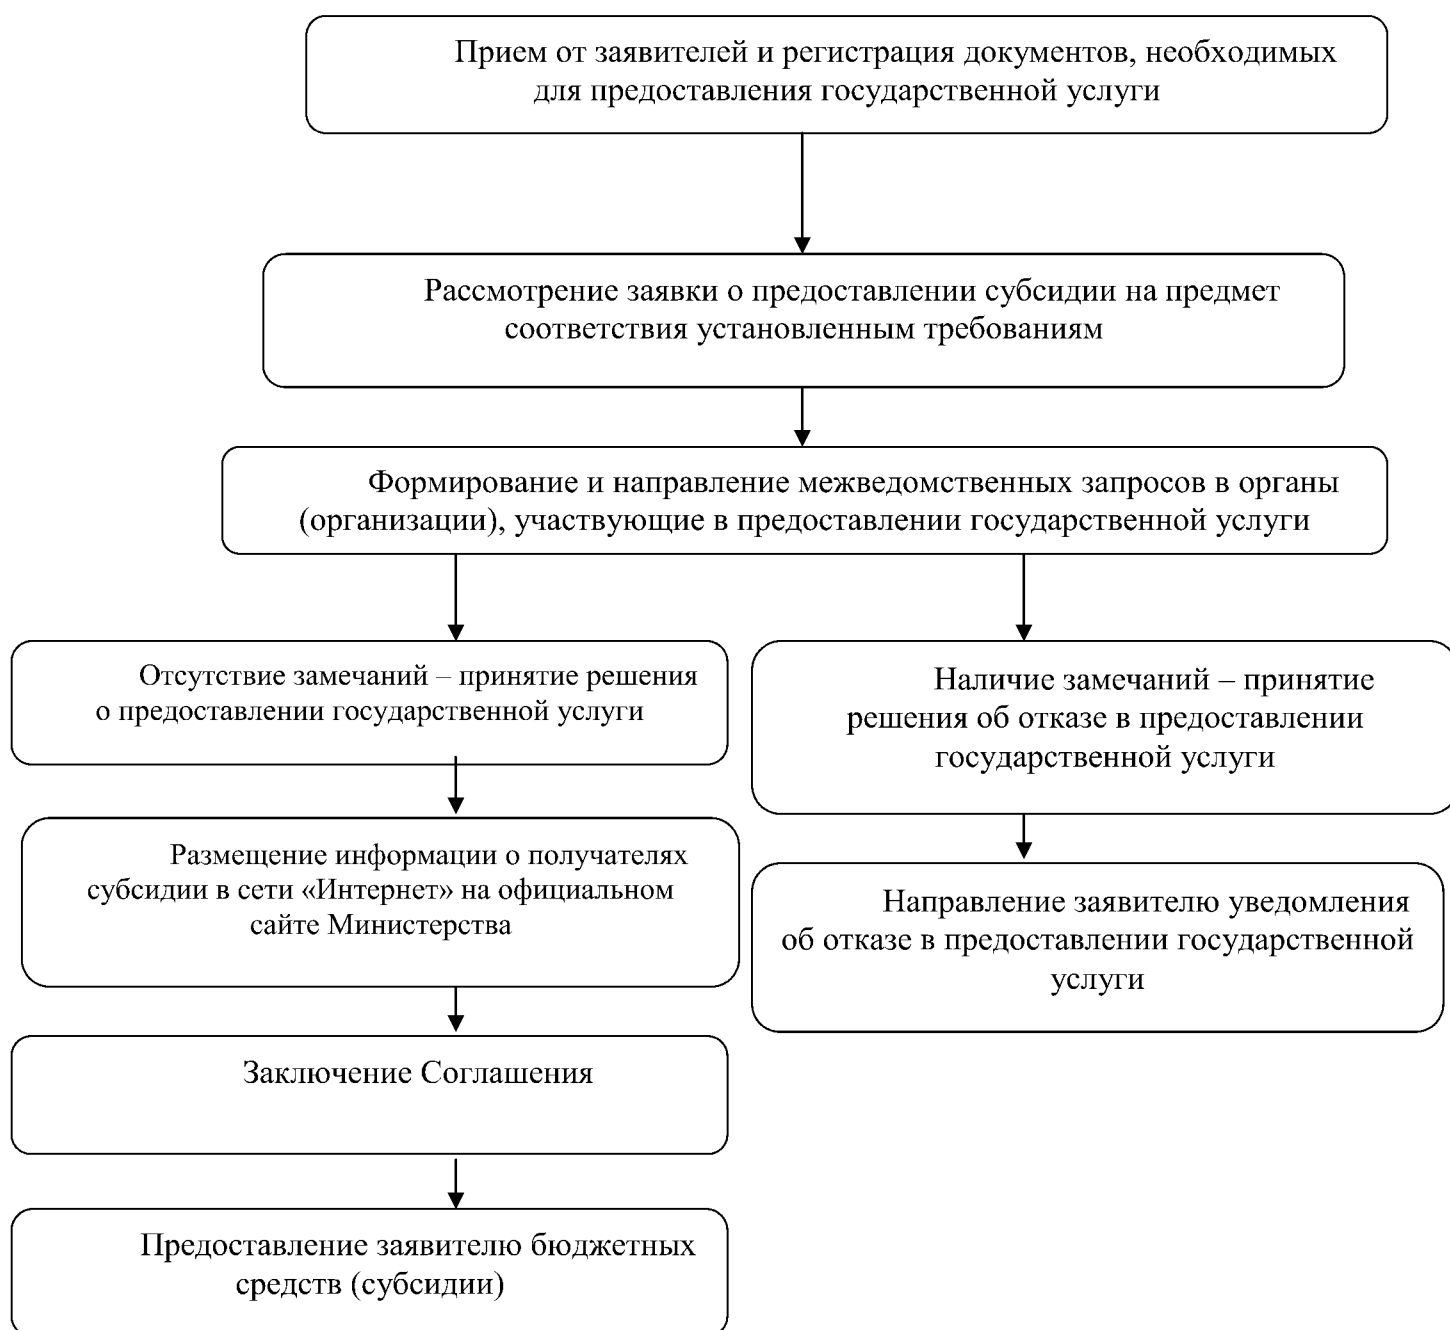 Прием от заявителей и регистрация документов, необходимых
для предоставления государственной услуги
Рассмотрение заявки о предоставлении субсидии на предмет
соответствия установленным требованиям
Формирование и направление межведомственных запросов в органы
(организации), участвующие в предоставлении государственной услуги
Отсутствие замечаний – принятие решения
о предоставлении государственной услуги
Наличие замечаний – принятие
решения об отказе в предоставлении
государственной услуги
Размещение информации о получателях
субсидии в сети «Интернет» на официальном
сайте Министерства
Направление заявителю уведомления
об отказе в предоставлении государственной
услуги
Заключение Соглашения
Предоставление заявителю бюджетных
средств (субсидии)